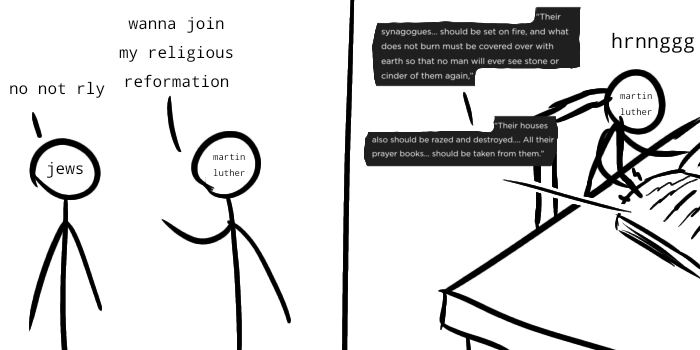 wanna join
my religious
reformation
no not rly
jews
martin
luther
"Their
synagogues... should be set on fire, and what
does not burn must be covered over with
earth so that no man will ever see stone or
cinder of them again,"
hrnnggg
martin
luther
"Their houses
also should be razed and destroyed.... All their
prayer books... should be taken from them."